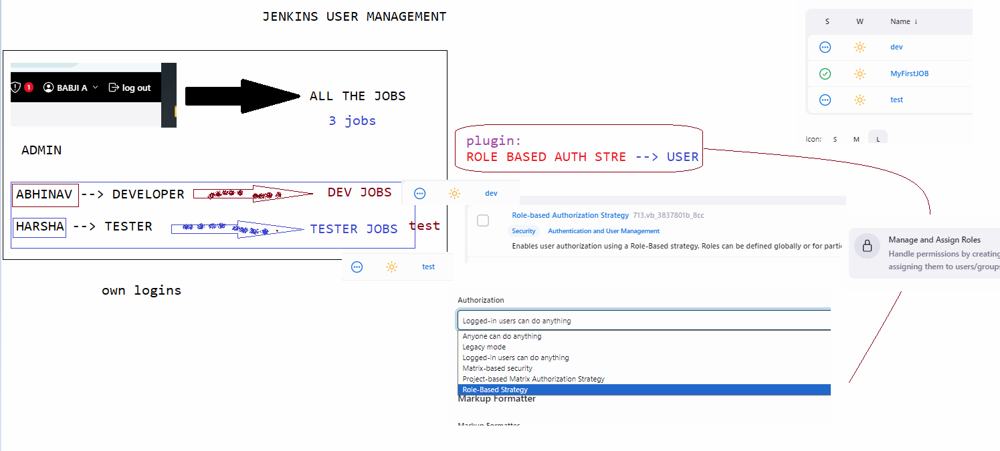 JENKINS USER MANAGEMENT
S W Name ↓
dev
MyFirstJOB
test
Icon: S M L
1 BABJI A log out
ALL THE JOBS
3 jobs
ADMIN
plugin:
ROLE BASED AUTH STRE --> USER
ABHINAV --> DEVELOPER DEV JOBS
dev
HARSHA --> TESTER TESTER JOBS test
test
own logins
Role-based Authorization Strategy 713.vb_3837801b_8cc
Security Authentication and User Management
Enables user authorization using a Role-Based strategy. Roles can be defined globally or for parti
Manage and Assign Roles
Handle permissions by creating
assigning them to users/groups
Authorization
Logged-in users can do anything
Anyone can do anything
Legacy mode
Logged-in users can do anything
Matrix-based security
Project-based Matrix Authorization Strategy
Role-Based Strategy
Markup Formatter
Markup Formatter